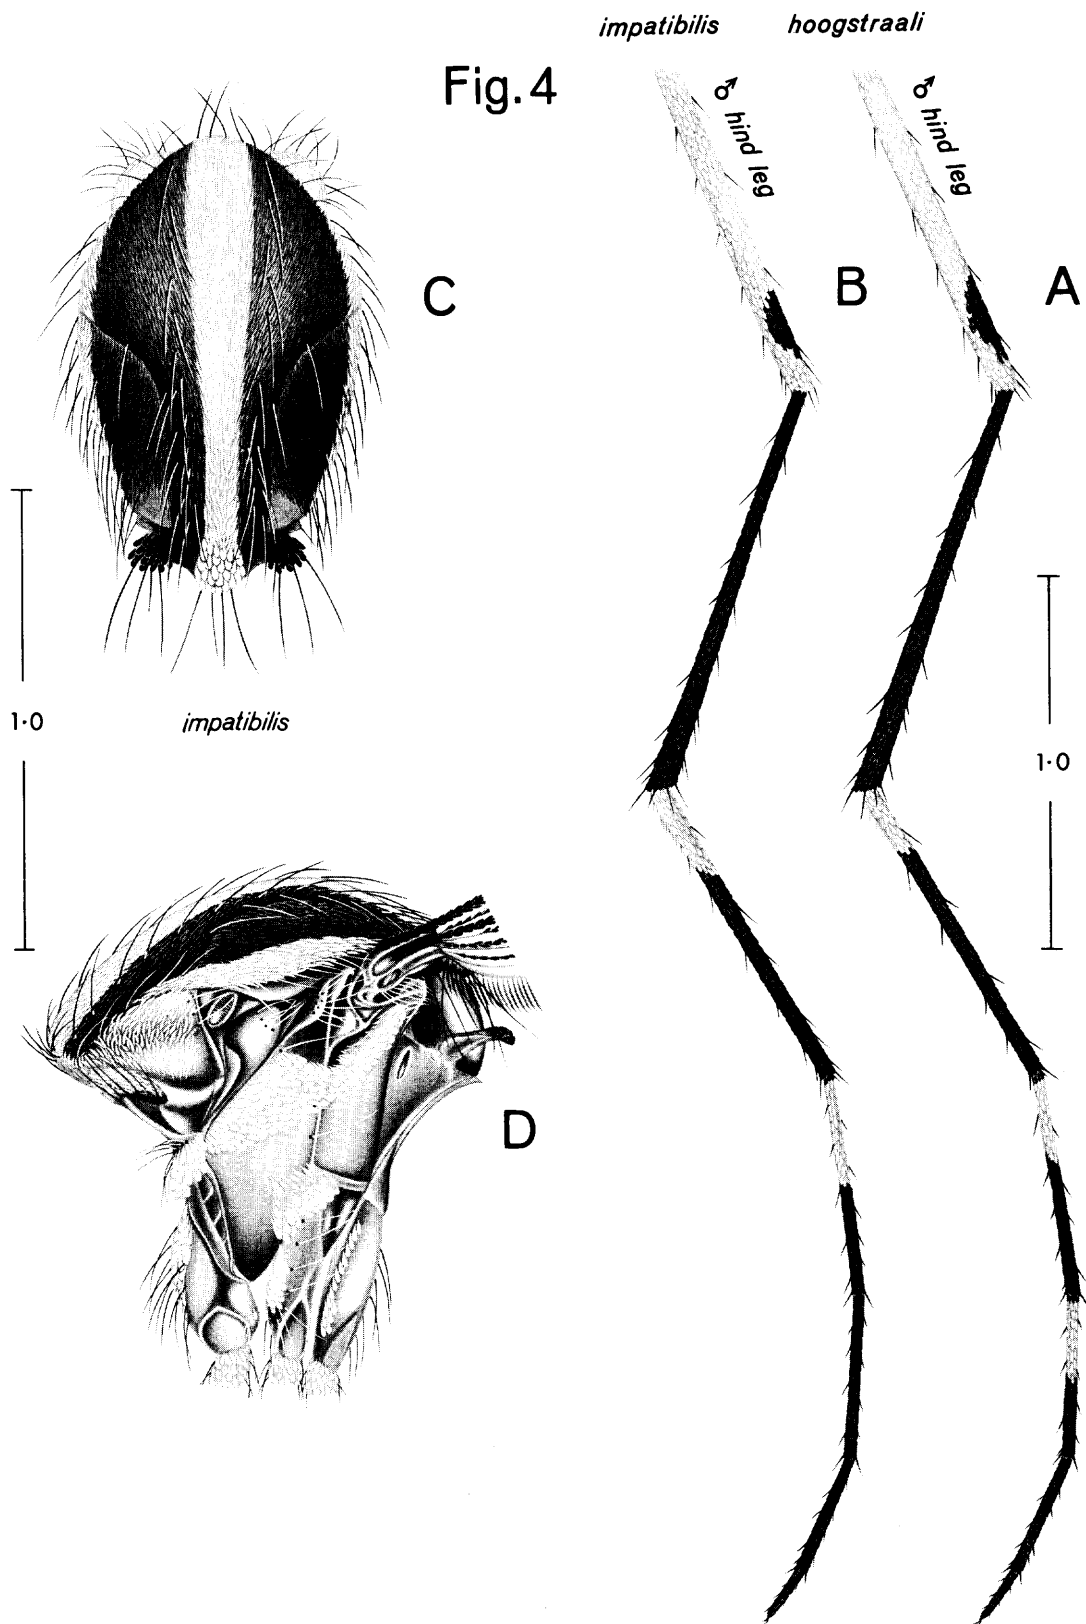 impatibilis hoogstraali
Fig. 4
♂ hind leg
♂ hind leg
C
B
A
1·0
impatibilis
1·0
D